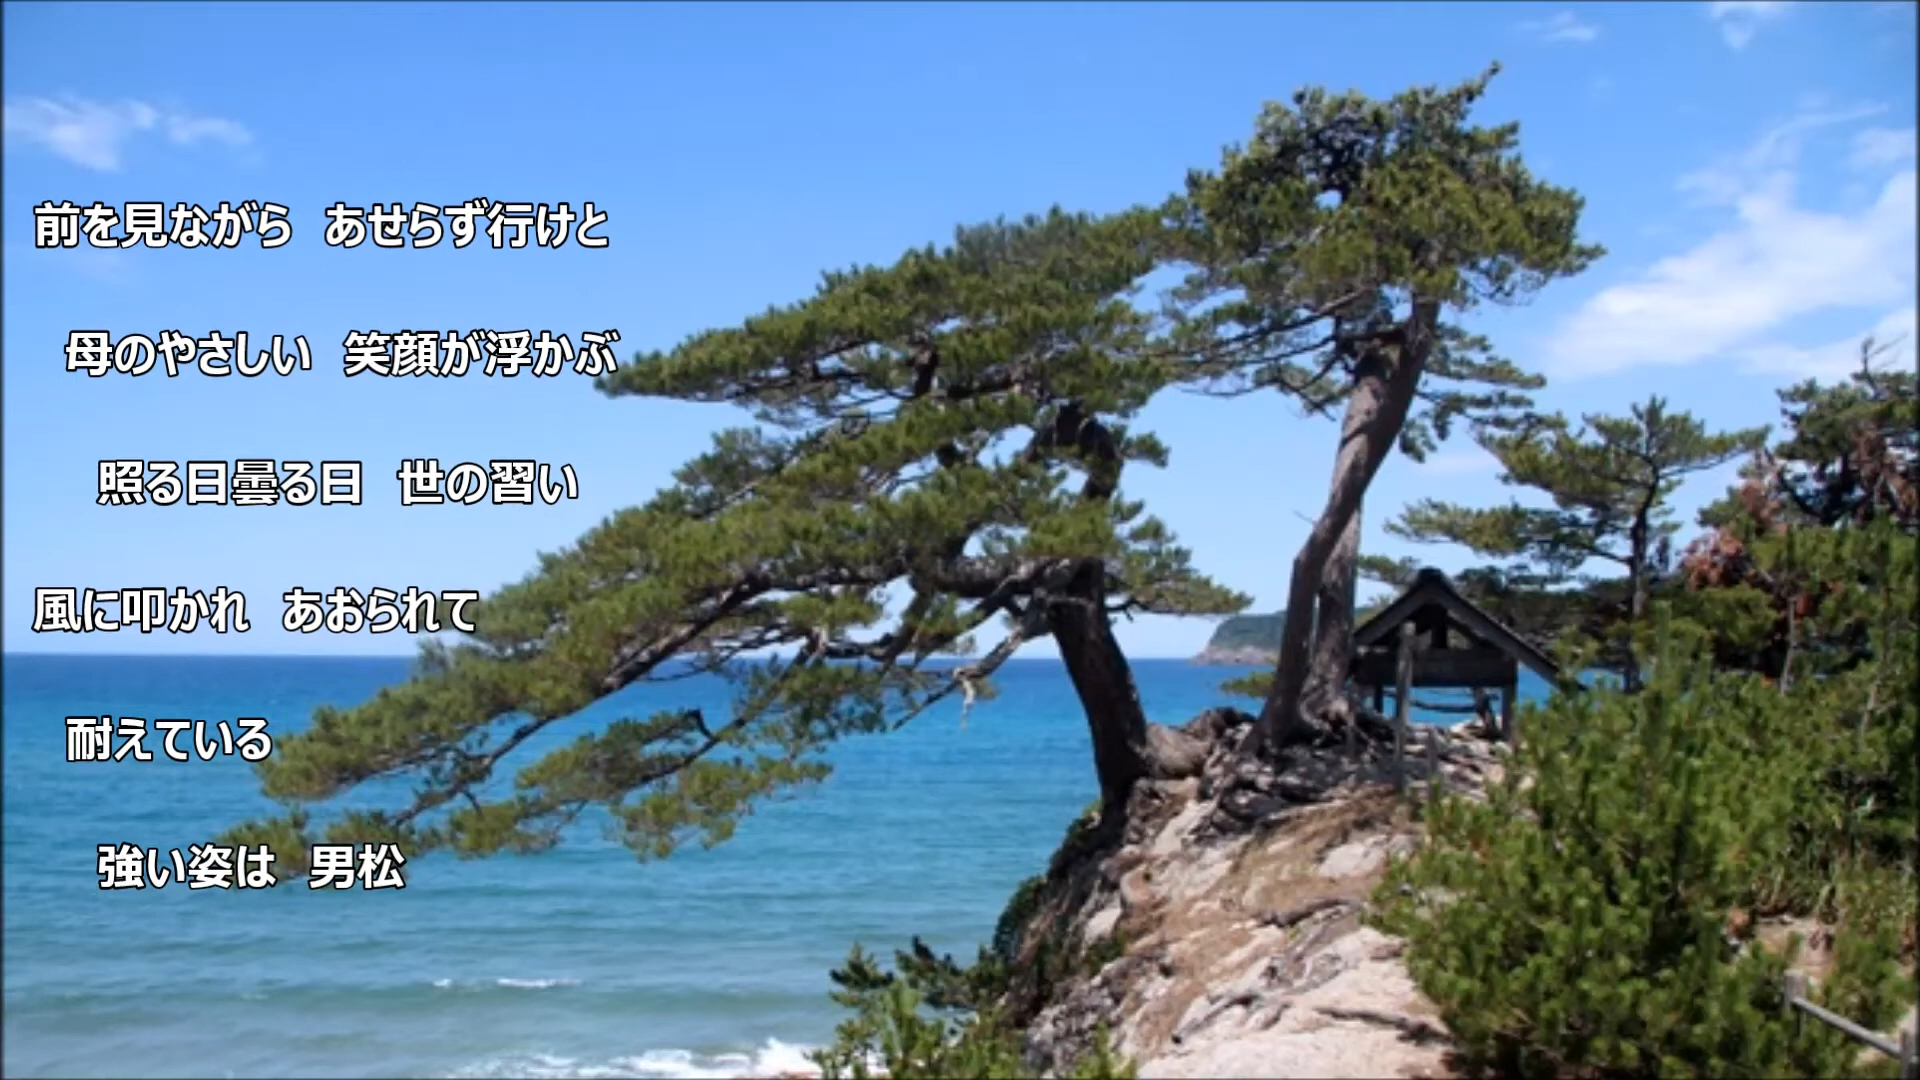 前を見ながら　あせらず行けと
母のやさしい　笑顔が浮かぶ
照る日曇る日　世の習い
風に叩かれ　あおられて
耐えている
強い姿は　男松